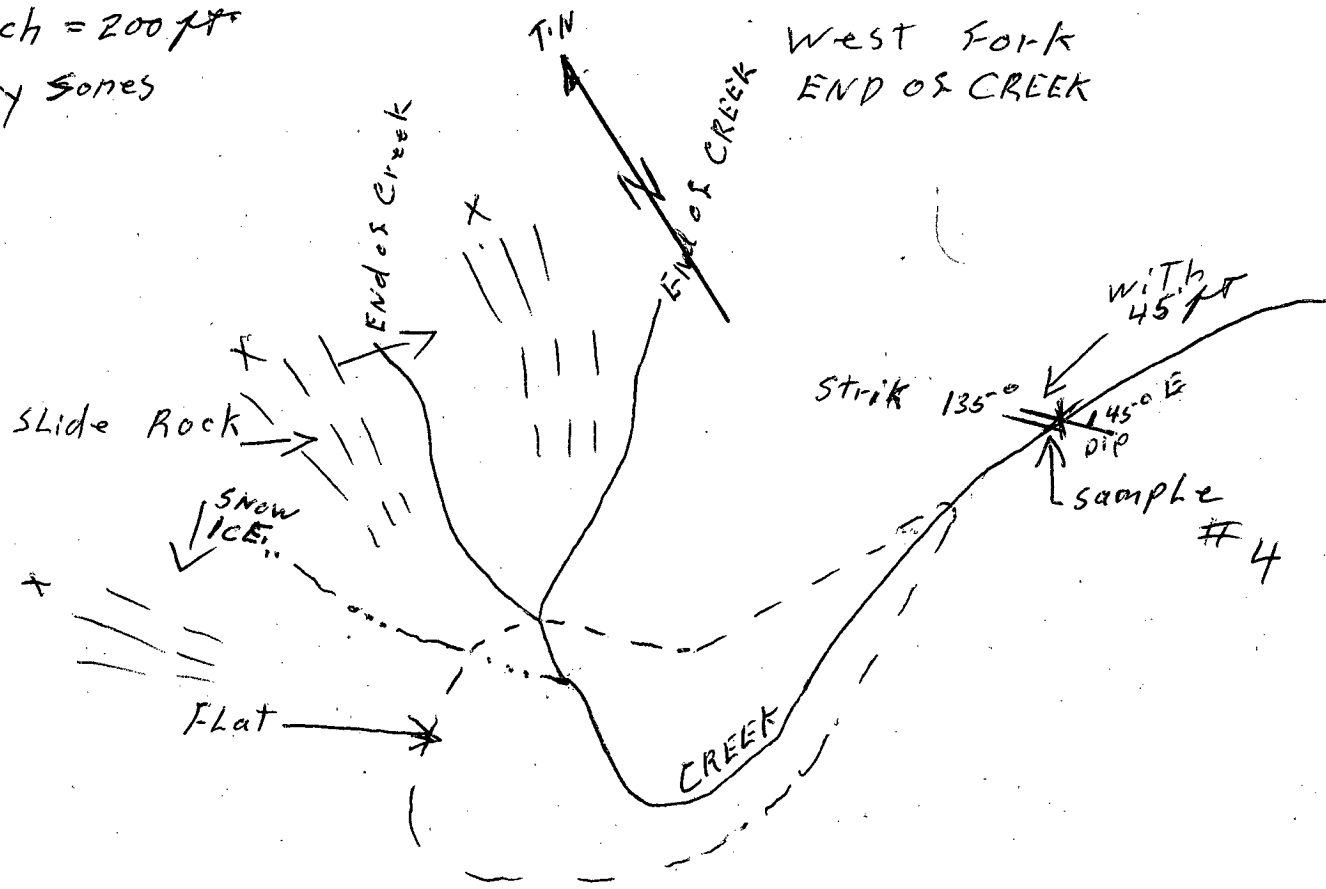 ch = 200 ft.
y Somes
T.N
West Fork
END OF CREEK
End of Creek
END OF CREEK
X
X
With
45 ft
Strik 135°
45° E
DIP
Slide Rock
Sample
# 4
SNOW
ICE
X
FLat
CREEK